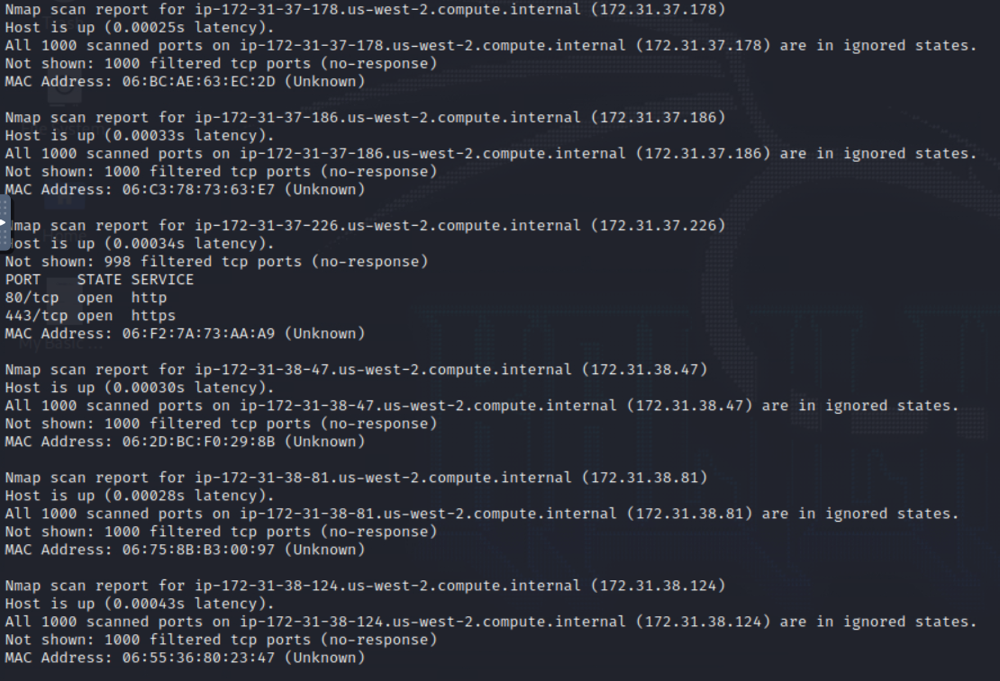 Nmap scan report for ip-172-31-37-178.us-west-2.compute.internal (172.31.37.178)
Host is up (0.00025s latency).
All 1000 scanned ports on ip-172-31-37-178.us-west-2.compute.internal (172.31.37.178) are in ignored states.
Not shown: 1000 filtered tcp ports (no-response)
MAC Address: 06:BC:AE:63:EC:2D (Unknown)
Nmap scan report for ip-172-31-37-186.us-west-2.compute.internal (172.31.37.186)
Host is up (0.00033s latency).
All 1000 scanned ports on ip-172-31-37-186.us-west-2.compute.internal (172.31.37.186) are in ignored states.
Not shown: 1000 filtered tcp ports (no-response)
MAC Address: 06:C3:78:73:63:E7 (Unknown)
Nmap scan report for ip-172-31-37-226.us-west-2.compute.internal (172.31.37.226)
Host is up (0.00034s latency).
Not shown: 998 filtered tcp ports (no-response)
PORT    STATE SERVICE
80/tcp  open  http
443/tcp open  https
MAC Address: 06:F2:7A:73:AA:A9 (Unknown)
My Basic ...
Nmap scan report for ip-172-31-38-47.us-west-2.compute.internal (172.31.38.47)
Host is up (0.00030s latency).
All 1000 scanned ports on ip-172-31-38-47.us-west-2.compute.internal (172.31.38.47) are in ignored states.
Not shown: 1000 filtered tcp ports (no-response)
MAC Address: 06:2D:BC:F0:29:8B (Unknown)
Nmap scan report for ip-172-31-38-81.us-west-2.compute.internal (172.31.38.81)
Host is up (0.00028s latency).
All 1000 scanned ports on ip-172-31-38-81.us-west-2.compute.internal (172.31.38.81) are in ignored states.
Not shown: 1000 filtered tcp ports (no-response)
MAC Address: 06:75:8B:B3:00:97 (Unknown)
Nmap scan report for ip-172-31-38-124.us-west-2.compute.internal (172.31.38.124)
Host is up (0.00043s latency).
All 1000 scanned ports on ip-172-31-38-124.us-west-2.compute.internal (172.31.38.124) are in ignored states.
Not shown: 1000 filtered tcp ports (no-response)
MAC Address: 06:55:36:80:23:47 (Unknown)